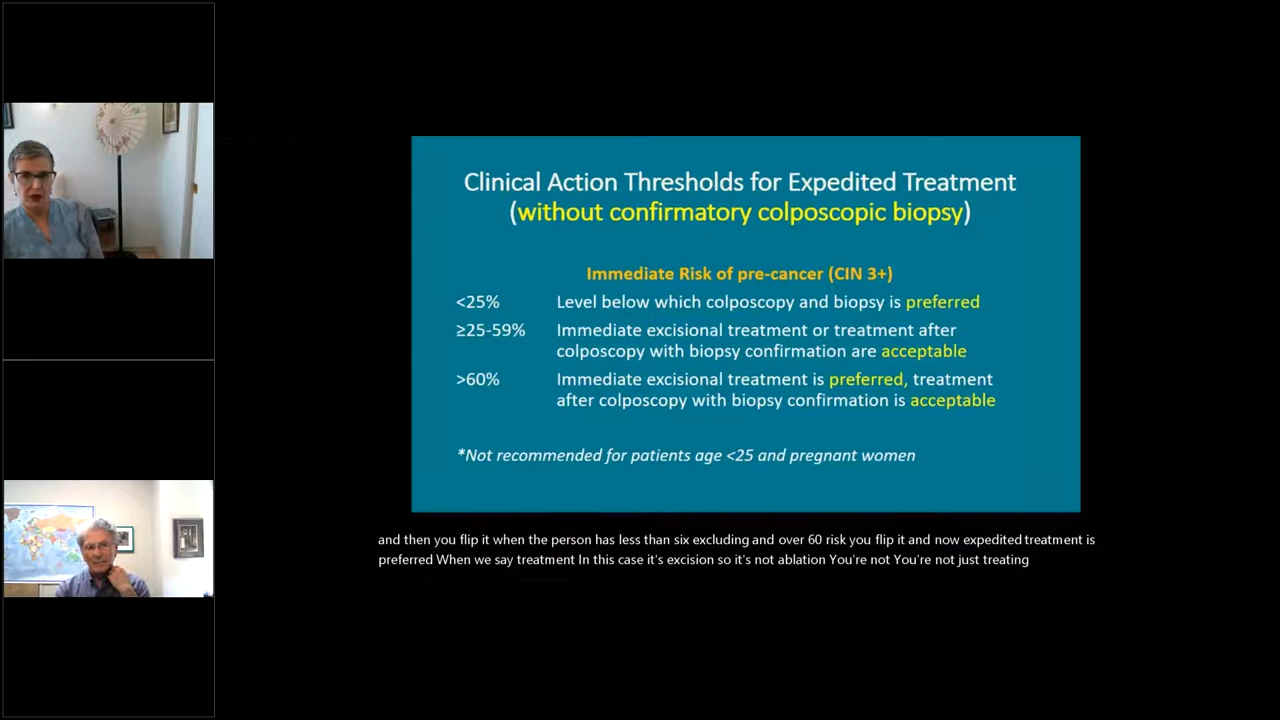 Clinical Action Thresholds for Expedited Treatment
(without confirmatory colposcopic biopsy)
Immediate Risk of pre-cancer (CIN 3+)
<25% Level below which colposcopy and biopsy is preferred
≥25-59% Immediate excisional treatment or treatment after
colposcopy with biopsy confirmation are acceptable
>60% Immediate excisional treatment is preferred, treatment
after colposcopy with biopsy confirmation is acceptable
*Not recommended for patients age <25 and pregnant women
and then you flip it when the person has less than six excluding and over 60 risk you flip it and now expedited treatment is
preferred When we say treatment In this case it's excision so it's not ablation You're not You're not just treating